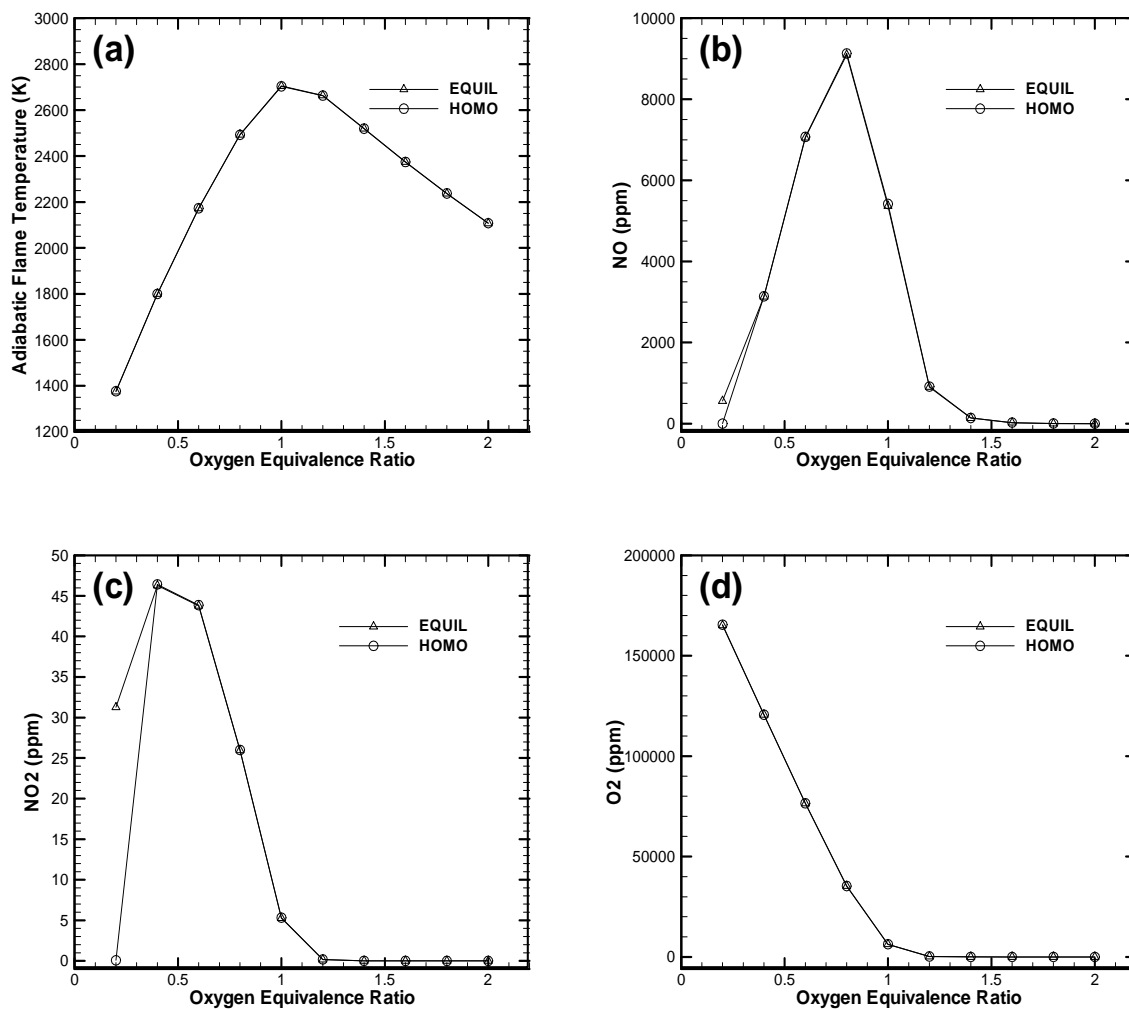 (a)
3000
2800
2600
2400
2200
2000
1800
1600
1400
1200
Adiabatic Flame Temperature (K)
EQUIL
HOMO
0 0.5 1 1.5 2
Oxygen Equivalence Ratio
(b)
10000
8000
6000
4000
2000
0
NO (ppm)
EQUIL
HOMO
0 0.5 1 1.5 2
Oxygen Equivalence Ratio
(c)
50
45
40
35
30
25
20
15
10
5
0
NO2 (ppm)
EQUIL
HOMO
0 0.5 1 1.5 2
Oxygen Equivalence Ratio
(d)
200000
150000
100000
50000
0
O2 (ppm)
EQUIL
HOMO
0 0.5 1 1.5 2
Oxygen Equivalence Ratio